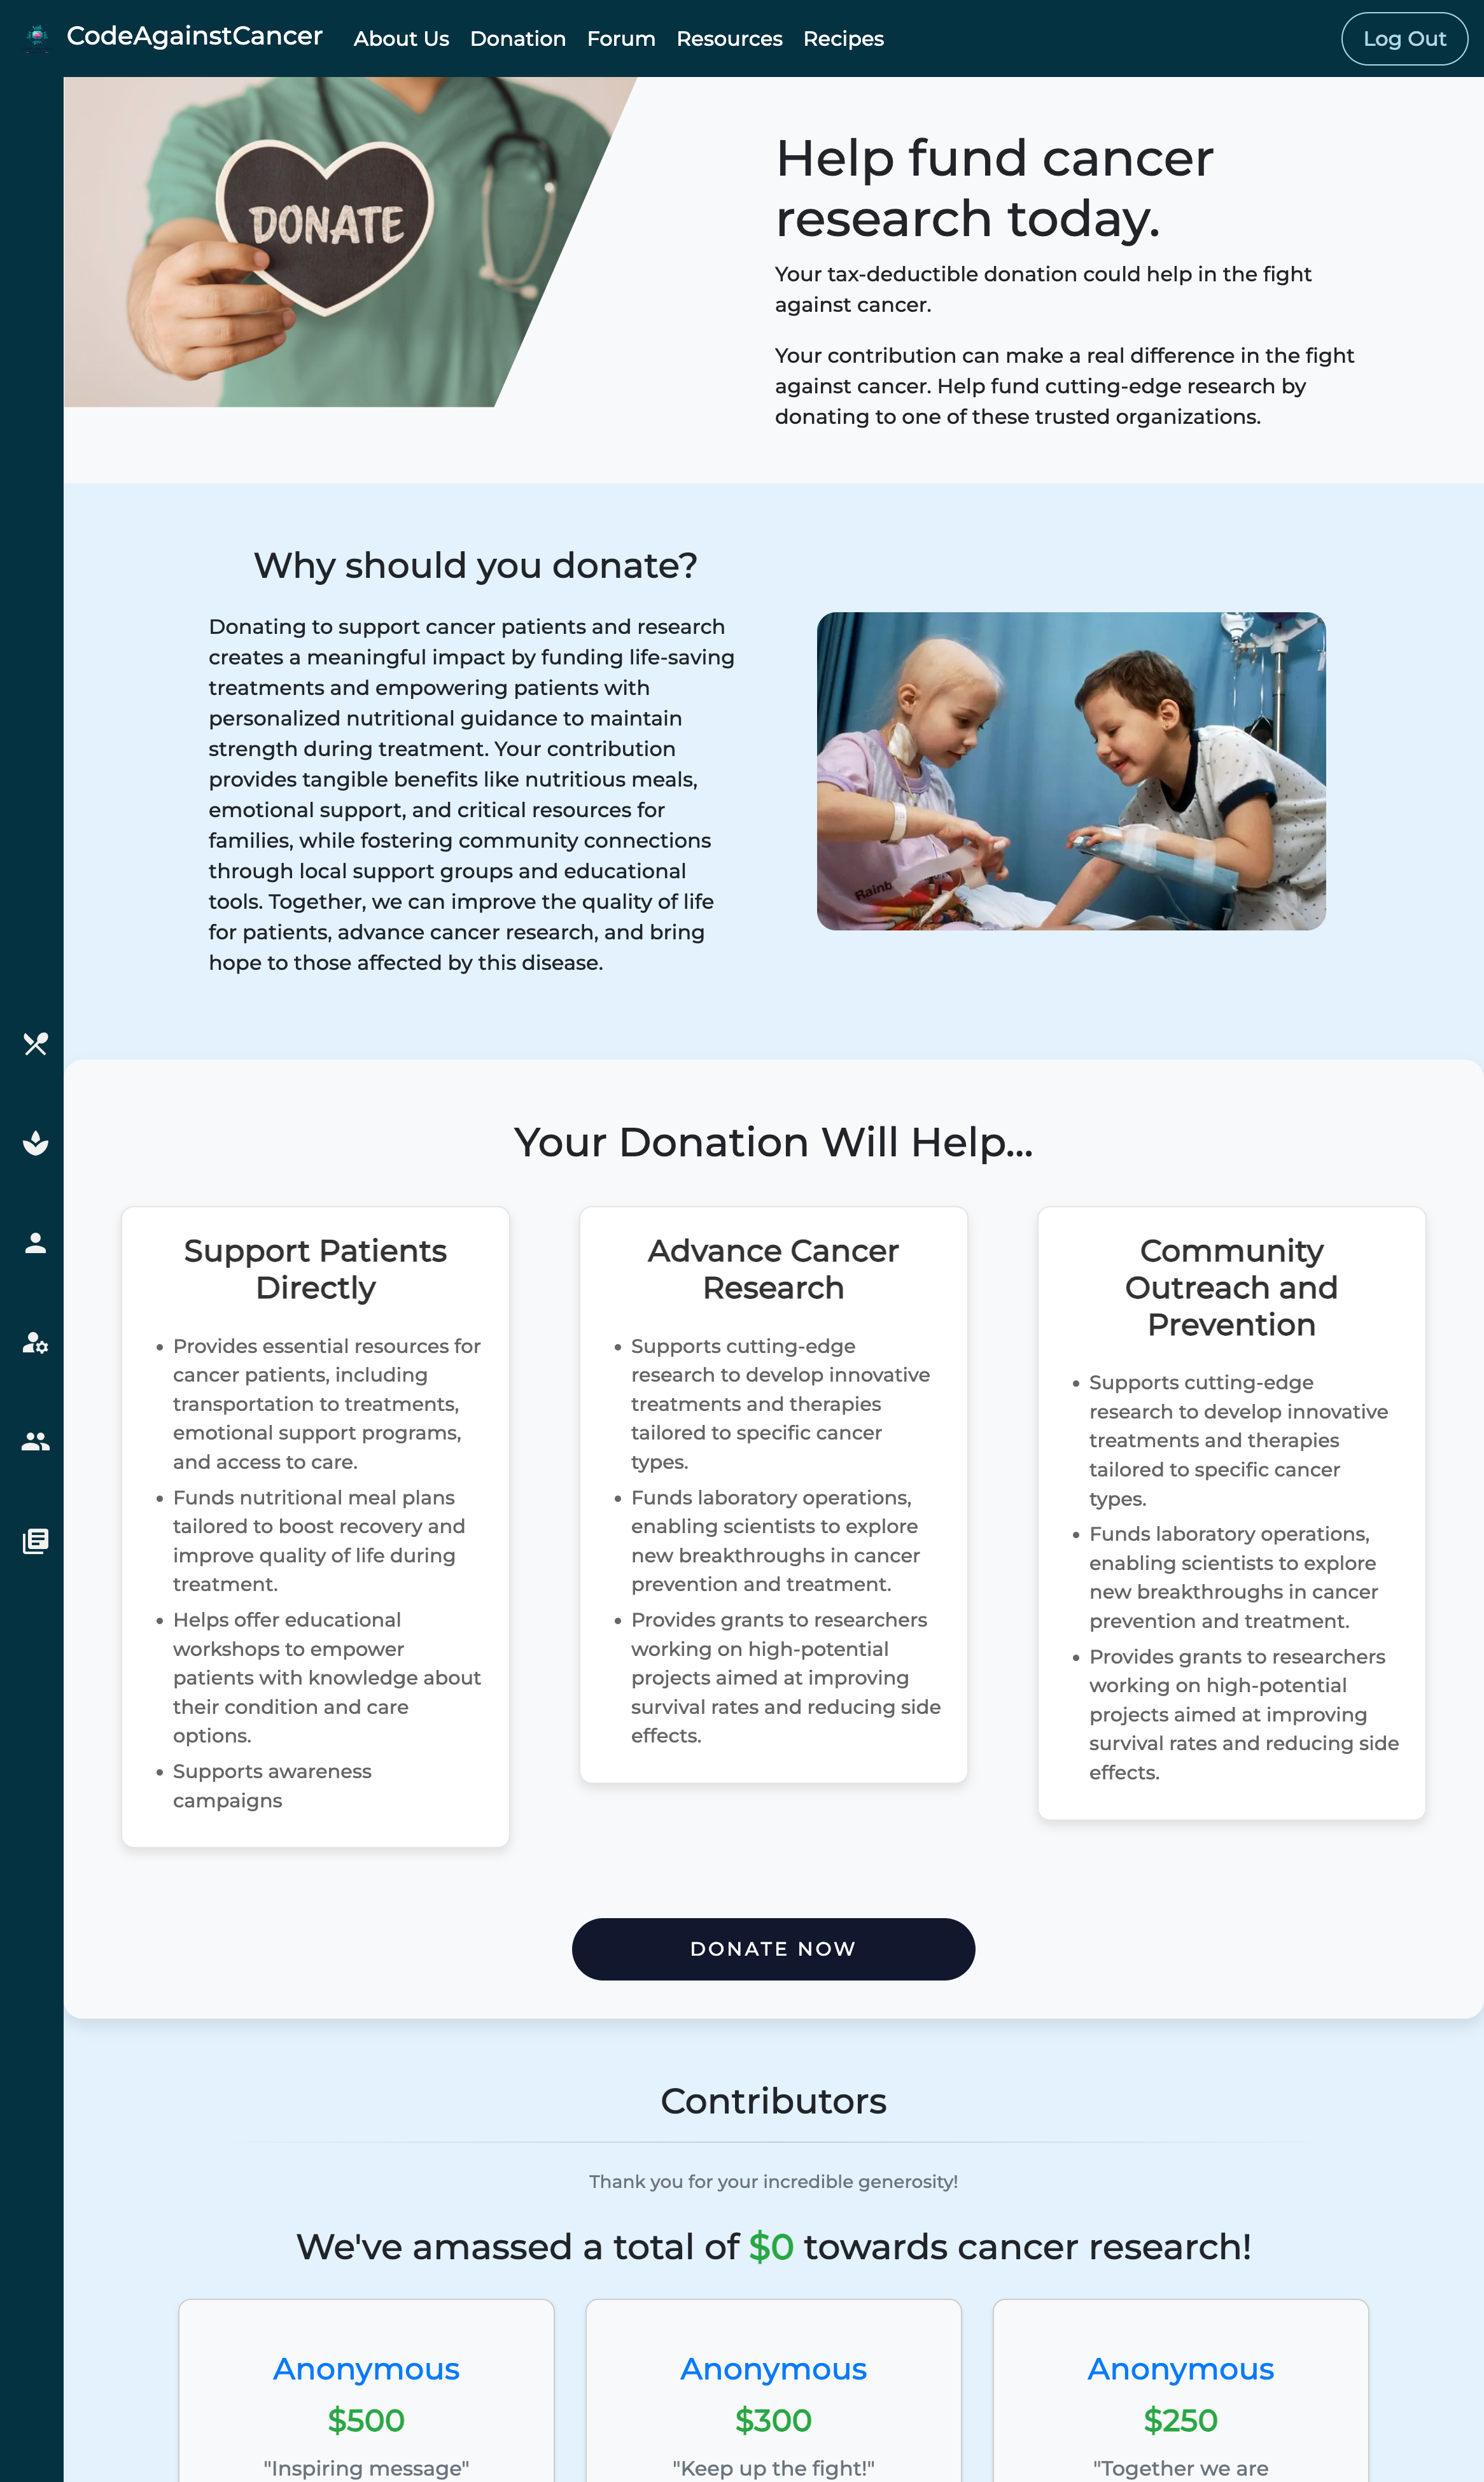 CodeAgainstCancer
About Us
Donation
Forum
Resources
Recipes
Log Out
DONATE
Help fund cancer
research today.
Your tax-deductible donation could help in the fight
against cancer.
Your contribution can make a real difference in the fight
against cancer. Help fund cutting-edge research by
donating to one of these trusted organizations.
Why should you donate?
Donating to support cancer patients and research
creates a meaningful impact by funding life-saving
treatments and empowering patients with
personalized nutritional guidance to maintain
strength during treatment. Your contribution
provides tangible benefits like nutritious meals,
emotional support, and critical resources for
families, while fostering community connections
through local support groups and educational
tools. Together, we can improve the quality of life
for patients, advance cancer research, and bring
hope to those affected by this disease.
Rainb
Your Donation Will Help...
Support Patients
Directly
• Provides essential resources for
cancer patients, including
transportation to treatments,
emotional support programs,
and access to care.
• Funds nutritional meal plans
tailored to boost recovery and
improve quality of life during
treatment.
• Helps offer educational
workshops to empower
patients with knowledge about
their condition and care
options.
• Supports awareness
campaigns
Advance Cancer
Research
• Supports cutting-edge
research to develop innovative
treatments and therapies
tailored to specific cancer
types.
• Funds laboratory operations,
enabling scientists to explore
new breakthroughs in cancer
prevention and treatment.
• Provides grants to researchers
working on high-potential
projects aimed at improving
survival rates and reducing side
effects.
Community
Outreach and
Prevention
• Supports cutting-edge
research to develop innovative
treatments and therapies
tailored to specific cancer
types.
• Funds laboratory operations,
enabling scientists to explore
new breakthroughs in cancer
prevention and treatment.
• Provides grants to researchers
working on high-potential
projects aimed at improving
survival rates and reducing side
effects.
DONATE NOW
Contributors
Thank you for your incredible generosity!
We've amassed a total of $0 towards cancer research!
Anonymous
$500
"Inspiring message"
Anonymous
$300
"Keep up the fight!"
Anonymous
$250
"Together we are